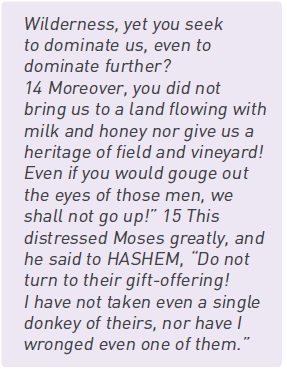 Wilderness, yet you seek
to dominate us, even to
dominate further?
14 Moreover, you did not
bring us to a land flowing with
milk and honey nor give us a
heritage of field and vineyard!
Even if you would gouge out
the eyes of those men, we
shall not go up!” 15 This
distressed Moses greatly, and
he said to HASHEM, “Do not
turn to their gift-offering!
I have not taken even a single
donkey of theirs, nor have I
wronged even one of them.”